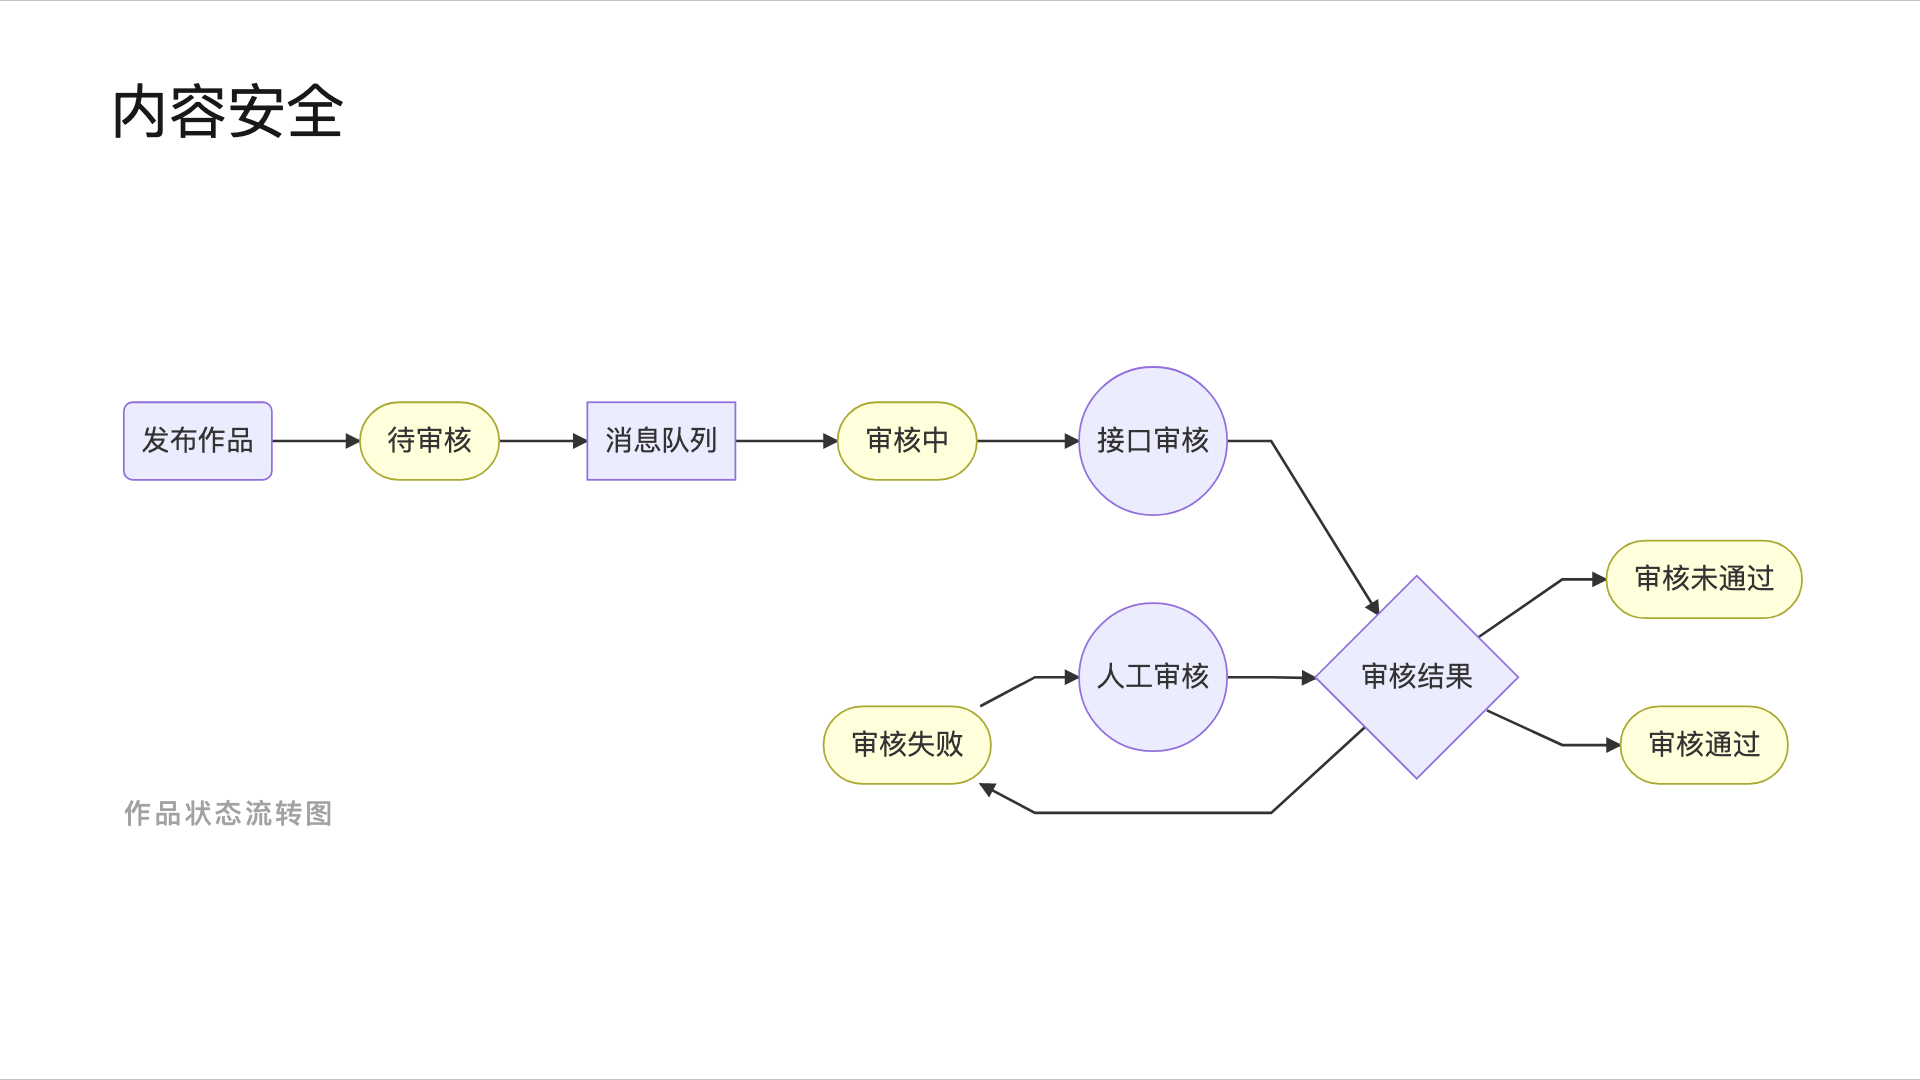 内容安全
发布作品
待审核
消息队列
审核中
接口审核
审核未通过
人工审核
审核结果
审核失败
审核通过
作品状态流转图